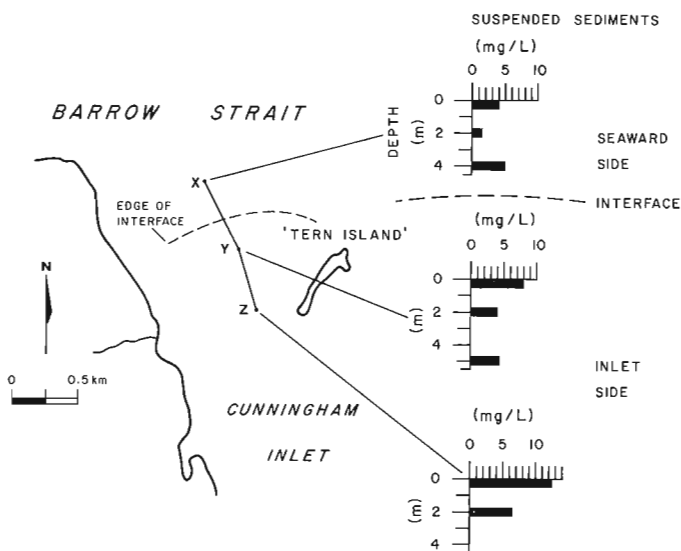 SUSPENDED SEDIMENTS
(mg/L)
0 5 10
BARROW STRAIT
DEPTH
(m)
0
2
4
SEAWARD
SIDE
X
EDGE OF
INTERFACE
INTERFACE
'TERN ISLAND'
Y
(mg/L)
0 5 10
N
Z
(m)
0
2
4
INLET
SIDE
0 0.5 km
CUNNINGHAM
INLET
(mg/L)
0 5 10
(m)
0
2
4